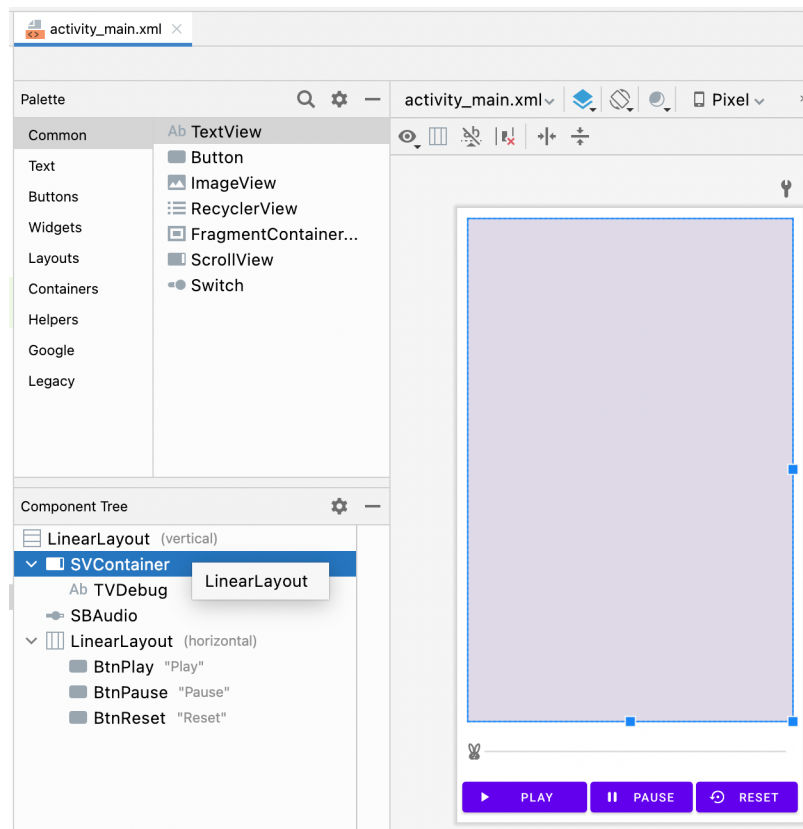 activity_main.xml
Palette
activity_main.xml
Pixel
Common
Text
Buttons
Widgets
Layouts
Containers
Helpers
Google
Legacy
Ab TextView
Button
ImageView
RecyclerView
FragmentContainer...
ScrollView
Switch
Component Tree
LinearLayout (vertical)
SVContainer
LinearLayout
Ab TVDebug
SBAudio
LinearLayout (horizontal)
BtnPlay "Play"
BtnPause "Pause"
BtnReset "Reset"
PLAY
PAUSE
RESET